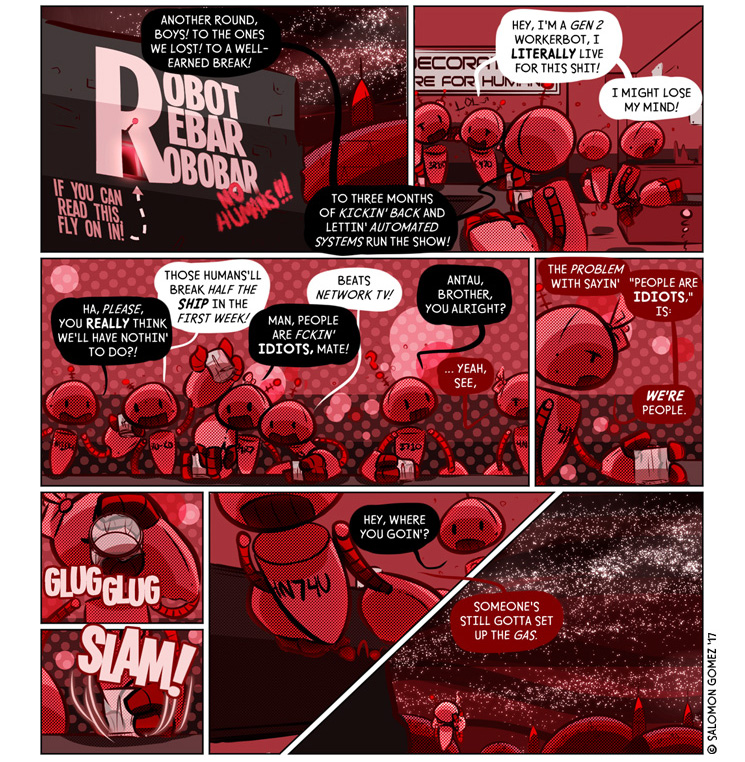 ANOTHER ROUND,
BOYS! TO THE ONES
WE LOST! TO A WELL-
EARNED BREAK!
ROBOT
REBAR
ROBOBAR
NO
HUMANS!!!
IF YOU CAN
READ THIS,
FLY ON IN!
TO THREE MONTHS
OF KICKIN' BACK AND
LETTIN' AUTOMATED
SYSTEMS RUN THE SHOW!
HEY, I'M A GEN 2
WORKERBOT, I
LITERALLY LIVE
FOR THIS SHIT!
I MIGHT LOSE
MY MIND!
LOL
HA, PLEASE,
YOU REALLY THINK
WE'LL HAVE NOTHIN'
TO DO?!
THOSE HUMANS'LL
BREAK HALF THE
SHIP IN THE
FIRST WEEK!
MAN, PEOPLE
ARE FCKIN'
IDIOTS, MATE!
BEATS
NETWORK TV!
ANTAU,
BROTHER,
YOU ALRIGHT?
?
... YEAH,
SEE,
THE PROBLEM
WITH SAYIN'
"PEOPLE ARE
IDIOTS,"
IS:
WE'RE
PEOPLE.
GLUG GLUG
SLAM!
HEY, WHERE
YOU GOIN'?
4N74U
SOMEONE'S
STILL GOTTA SET
UP THE GAS.
© SALOMON GOMEZ '17